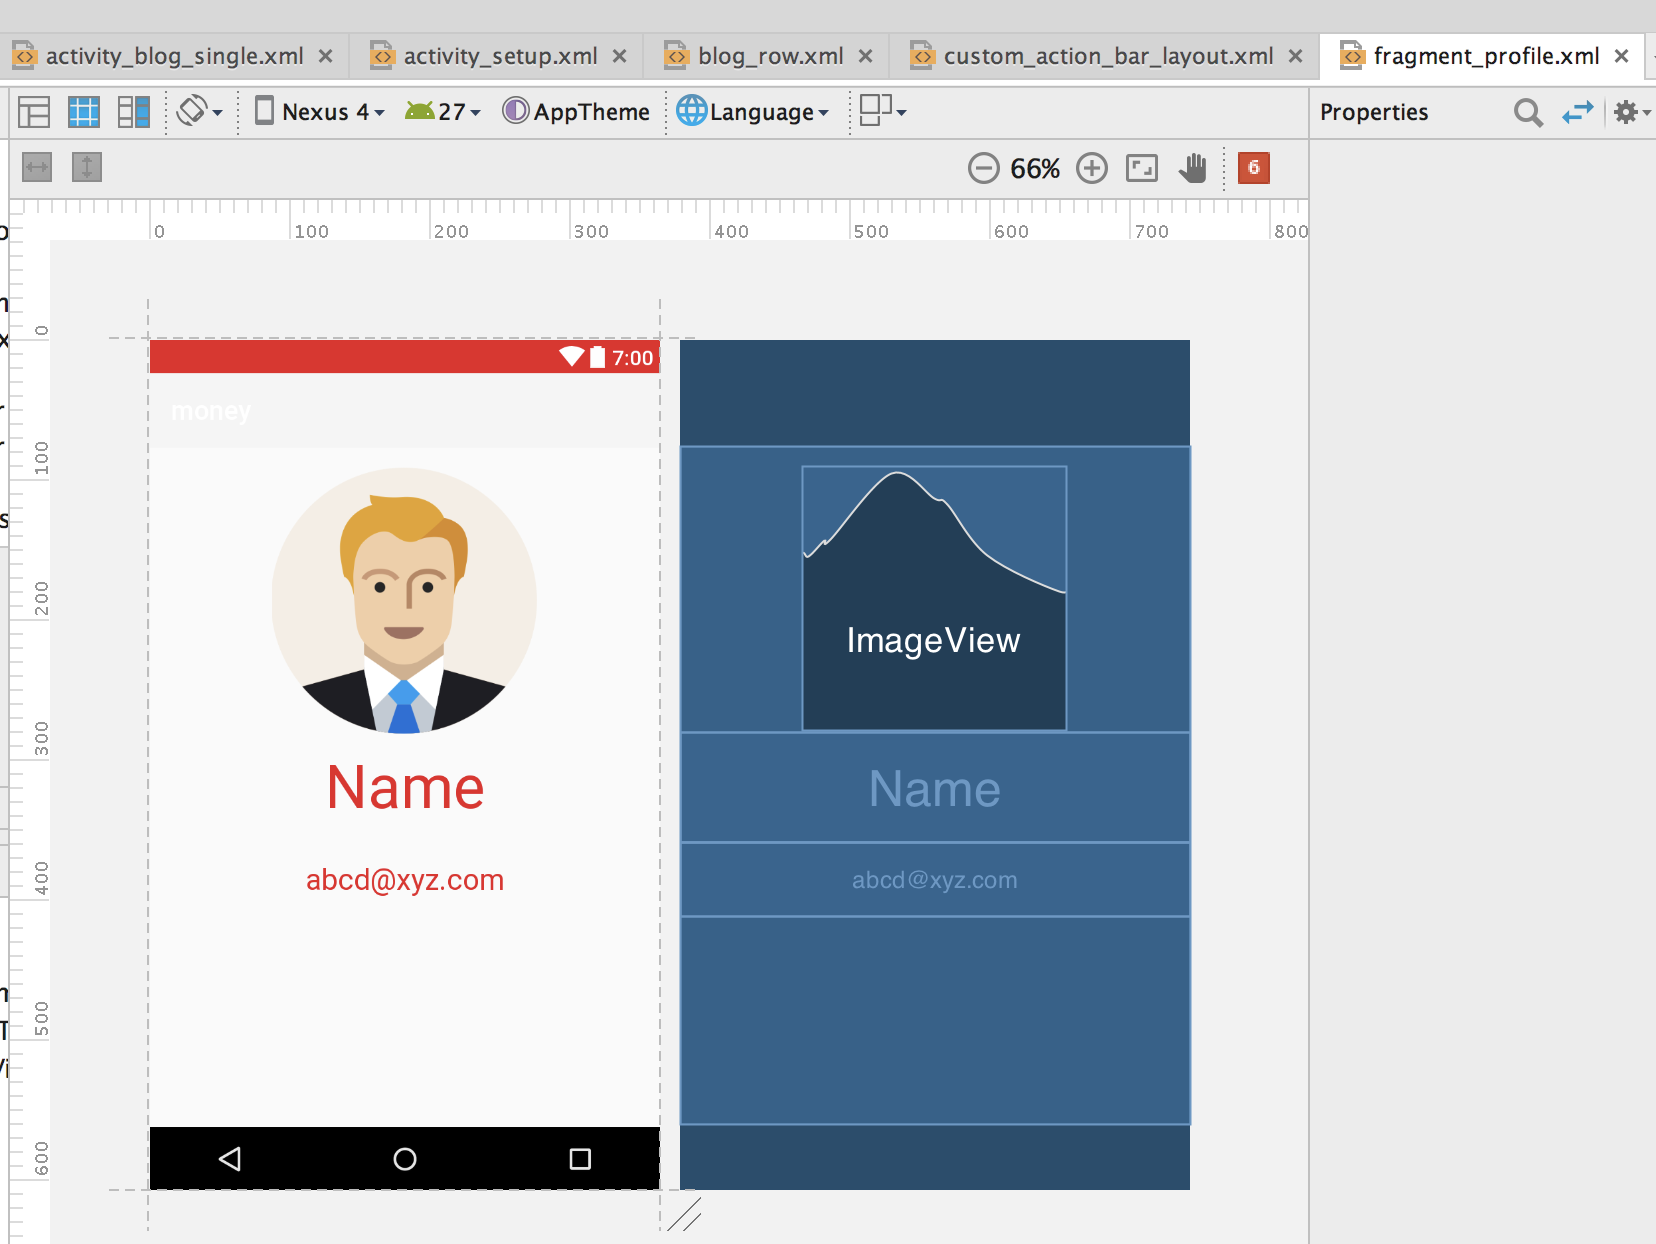 activity_blog_single.xml
activity_setup.xml
blog_row.xml
custom_action_bar_layout.xml
fragment_profile.xml
Nexus 4
27
AppTheme
Language
Properties
66%
6
0 100 200 300 400 500 600 700 800
0
100
200
300
400
500
600
7:00
money
Name
abcd@xyz.com
ImageView
Name
abcd@xyz.com